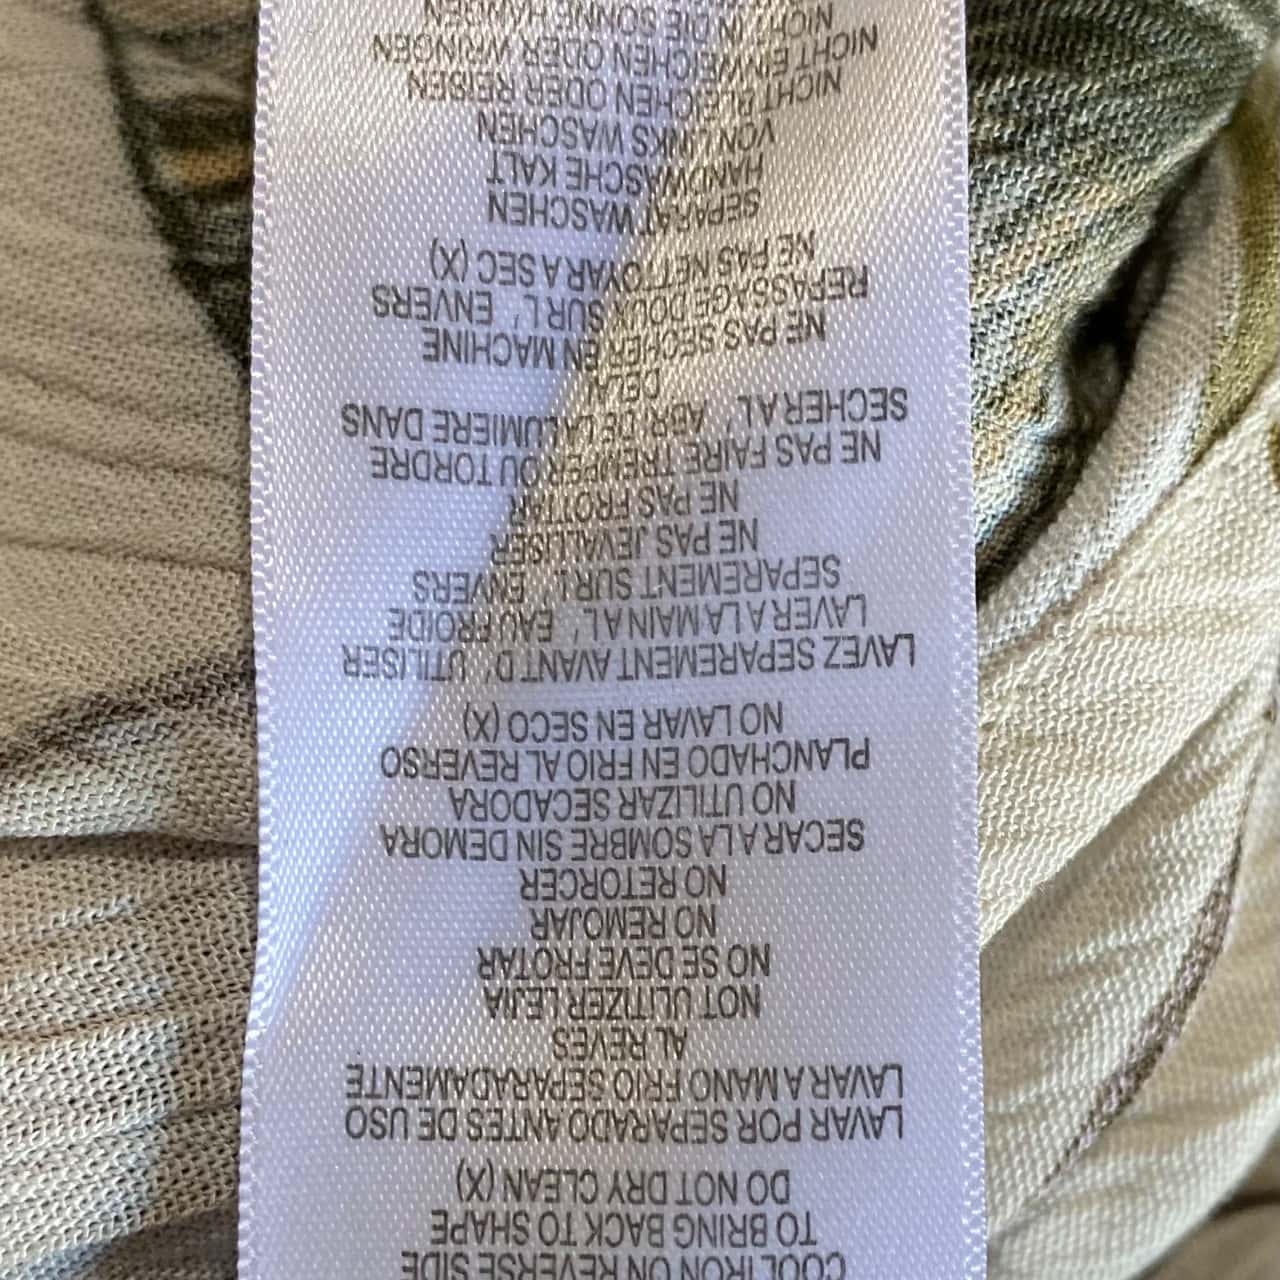 COOL IRON ON REVERSE SIDE
TO BRING BACK TO SHAPE
DO NOT DRY CLEAN (X)
LAVAR POR SEPARADO ANTES DE USO
LAVAR A MANO FRIO SEPARADAMENTE
AL REVES
NOT ULITIZER LEJIA
NO SE DEVE FROTAR
NO REMOJAR
NO RETORCER
SECAR A LA SOMBRE SIN DEMORA
NO UTILIZAR SECADORA
PLANCHADO EN FRIO AL REVERSO
NO LAVAR EN SECO (X)
LAVEZ SEPAREMENT AVANT D' UTILISER
LAVER A LA MAIN A L' EAU FROIDE
SEPAREMENT SUR L' ENVERS
NE PAS JEVALLISER
NE PAS FROTTER
NE PAS FAIRE TREMPER OU TORDRE
SECHER A L' ABRI DE LA LUMIERE DANS
DELAI
NE PAS SECHER EN MACHINE
REPASSAGE DOUX SUR L' ENVERS
NE PAS NETTOYAR A SEC (X)
SEPARAT WASCHEN
HANDWASCHE KALT
VON LINKS WASCHEN
NICHT BLEICHEN ODER REISEN
NICHT EINWEICHEN ODER WRINGEN
NICHT IN DIE SONNE HANGEN